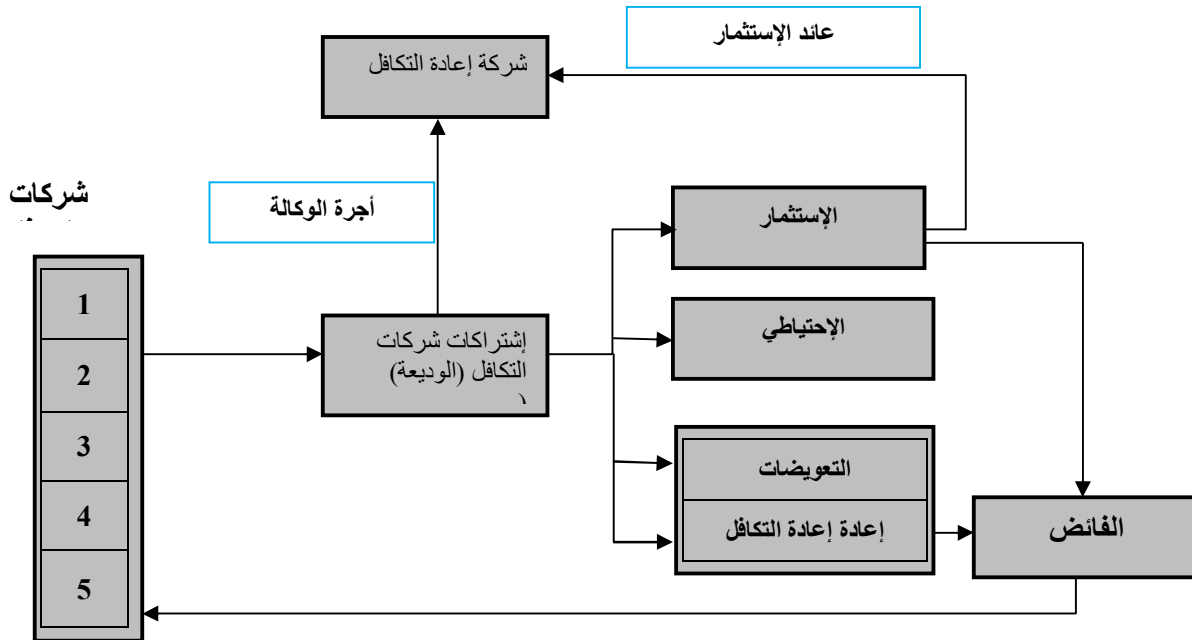 عائد الإستثمار
شركة إعادة التكافل
شركات
أجرة الوكالة
الإستثمار
1
2
3
4
5
إشتراكات شركات
التكافل (الوديعة)
الإحتياطي
التعويضات
إعادة إعادة التكافل
الفائض